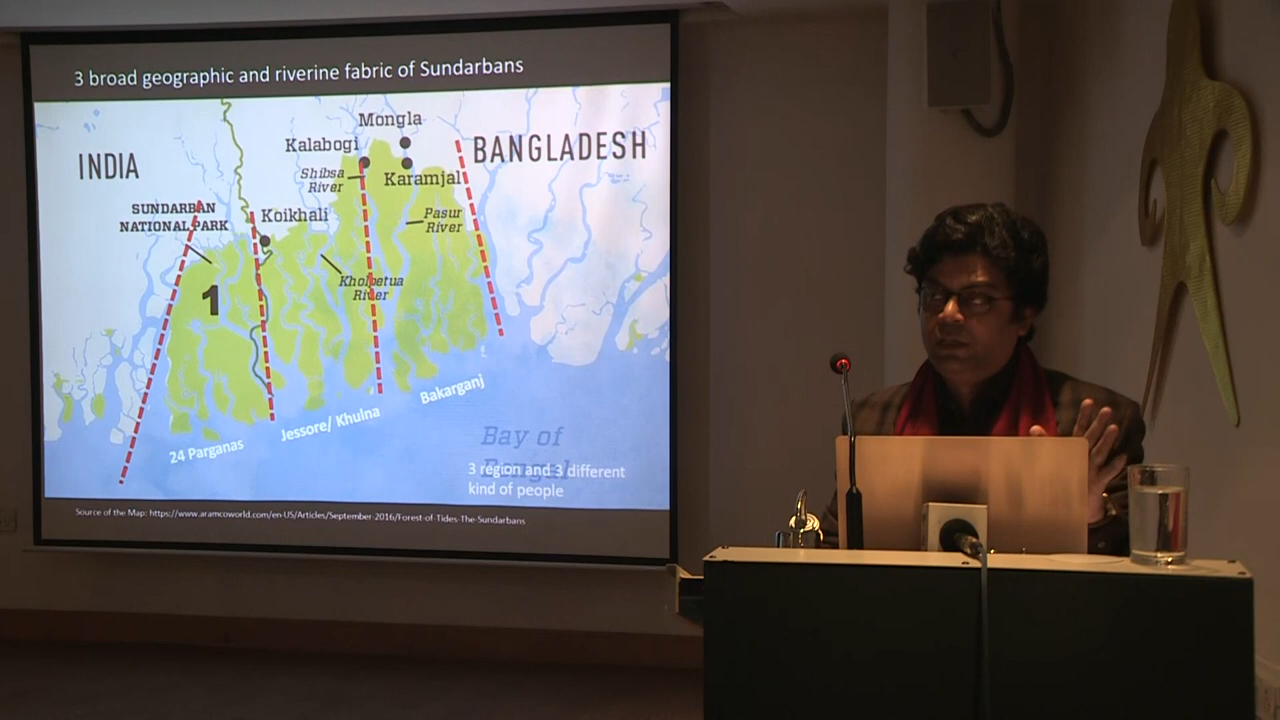 3 broad geographic and riverine fabric of Sundarbans
Mongla
Kalabogi
BANGLADESH
INDIA
Shibsa
River
Karamjal
SUNDARBAN
NATIONAL PARK
Koikhali
Pasur
River
Kholpetua
River
1
Bakarganj
Jessore/ Khulna
24 Parganas
Bay of
Bengal
3 region and 3 different
kind of people
Source of the Map: https://www.aramcoworld.com/en-US/Articles/September-2016/Forest-of-Tides-The-Sundarbans